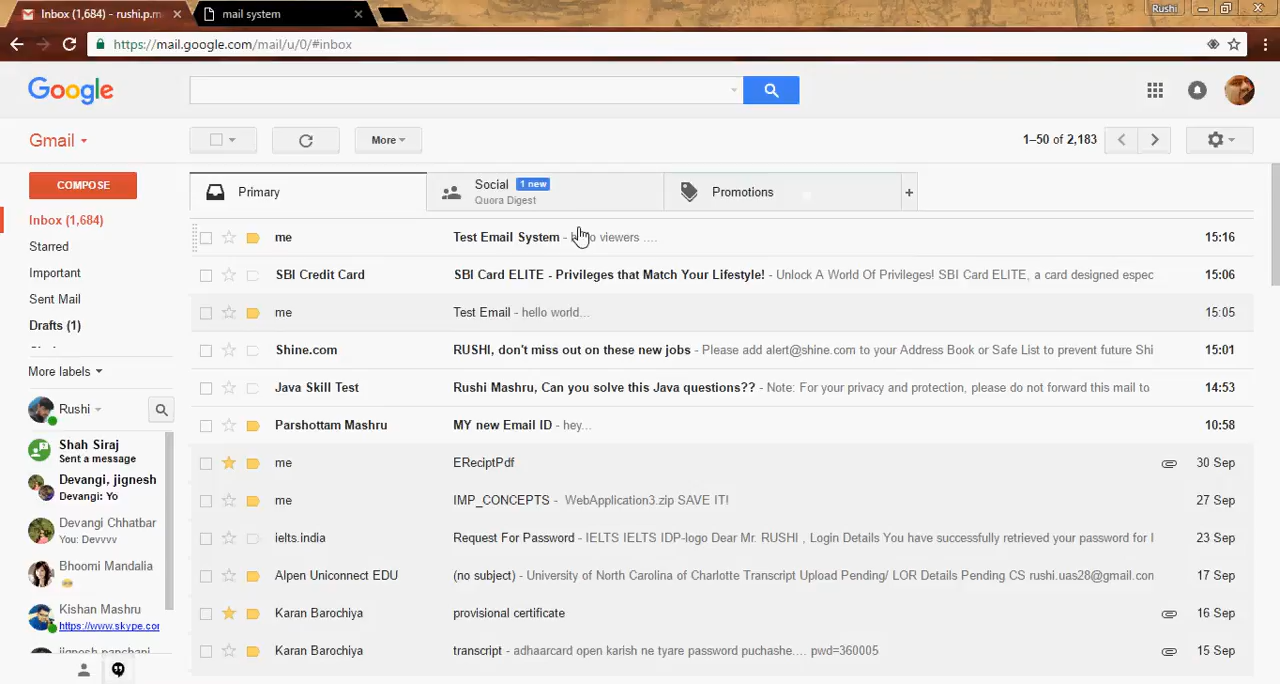 Inbox (1,684) - rushi.p.m
mail system
Rushi
https://mail.google.com/mail/u/0/#inbox
Google
Gmail
More
1–50 of 2,183
COMPOSE
Primary
Social 1 new
Quora Digest
Promotions
+
Inbox (1,684)
Starred
Important
Sent Mail
Drafts (1)
More labels
me Test Email System - viewers .... 15:16
SBI Credit Card SBI Card ELITE - Privileges that Match Your Lifestyle! - Unlock A World Of Privileges! SBI Card ELITE, a card designed espec 15:06
me Test Email - hello world... 15:05
Shine.com RUSHI, don't miss out on these new jobs - Please add alert@shine.com to your Address Book or Safe List to prevent future Shi 15:01
Java Skill Test Rushi Mashru, Can you solve this Java questions?? - Note: For your privacy and protection, please do not forward this mail to 14:53
Parshottam Mashru MY new Email ID - hey... 10:58
me EReciptPdf 30 Sep
me IMP_CONCEPTS - WebApplication3.zip SAVE IT! 27 Sep
ielts.india Request For Password - IELTS IELTS IDP-logo Dear Mr. RUSHI , Login Details You have successfully retrieved your password for I 23 Sep
Alpen Uniconnect EDU (no subject) - University of North Carolina of Charlotte Transcript Upload Pending/ LOR Details Pending CS rushi.uas28@gmail.con 17 Sep
Karan Barochiya provisional certificate 16 Sep
Karan Barochiya transcript - adhaarcard open karish ne tyare password puchashe.... pwd=360005 15 Sep
Rushi
Shah Siraj
Sent a message
Devangi, jignesh
Devangi: Yo
Devangi Chhatbar
You: Devvvv
Bhoomi Mandalia
Kishan Mashru
https://www.skype.cor
jignesh panchani